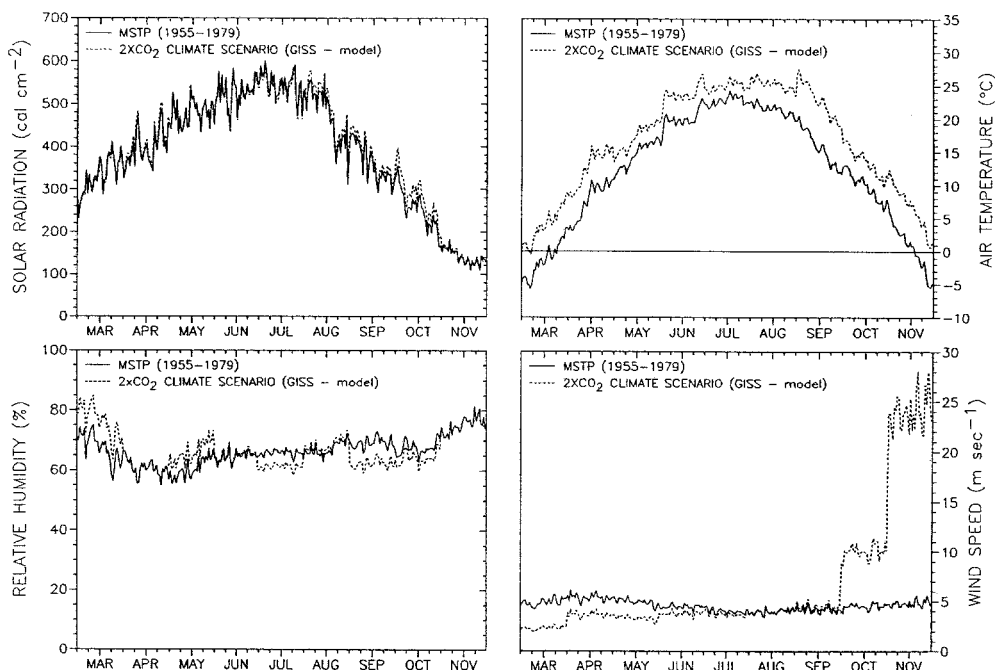 700
600
500
400
300
200
100
0
SOLAR RADIATION (cal cm⁻²)
MSTP (1955–1979)
2XCO₂ CLIMATE SCENARIO (GISS – model)
MAR APR MAY JUN JUL AUG SEP OCT NOV
MSTP (1955–1979)
2XCO₂ CLIMATE SCENARIO (GISS – model)
35
30
25
20
15
10
5
0
−5
−10
AIR TEMPERATURE (°C)
MAR APR MAY JUN JUL AUG SEP OCT NOV
100
80
60
40
20
0
RELATIVE HUMIDITY (%)
MSTP (1955–1979)
2xCO₂ CLIMATE SCENARIO (GISS – model)
MAR APR MAY JUN JUL AUG SEP OCT NOV
MSTP (1955–1979)
2XCO₂ CLIMATE SCENARIO (GISS – model)
30
25
20
15
10
5
0
WIND SPEED (m sec⁻¹)
MAR APR MAY JUN JUL AUG SEP OCT NOV